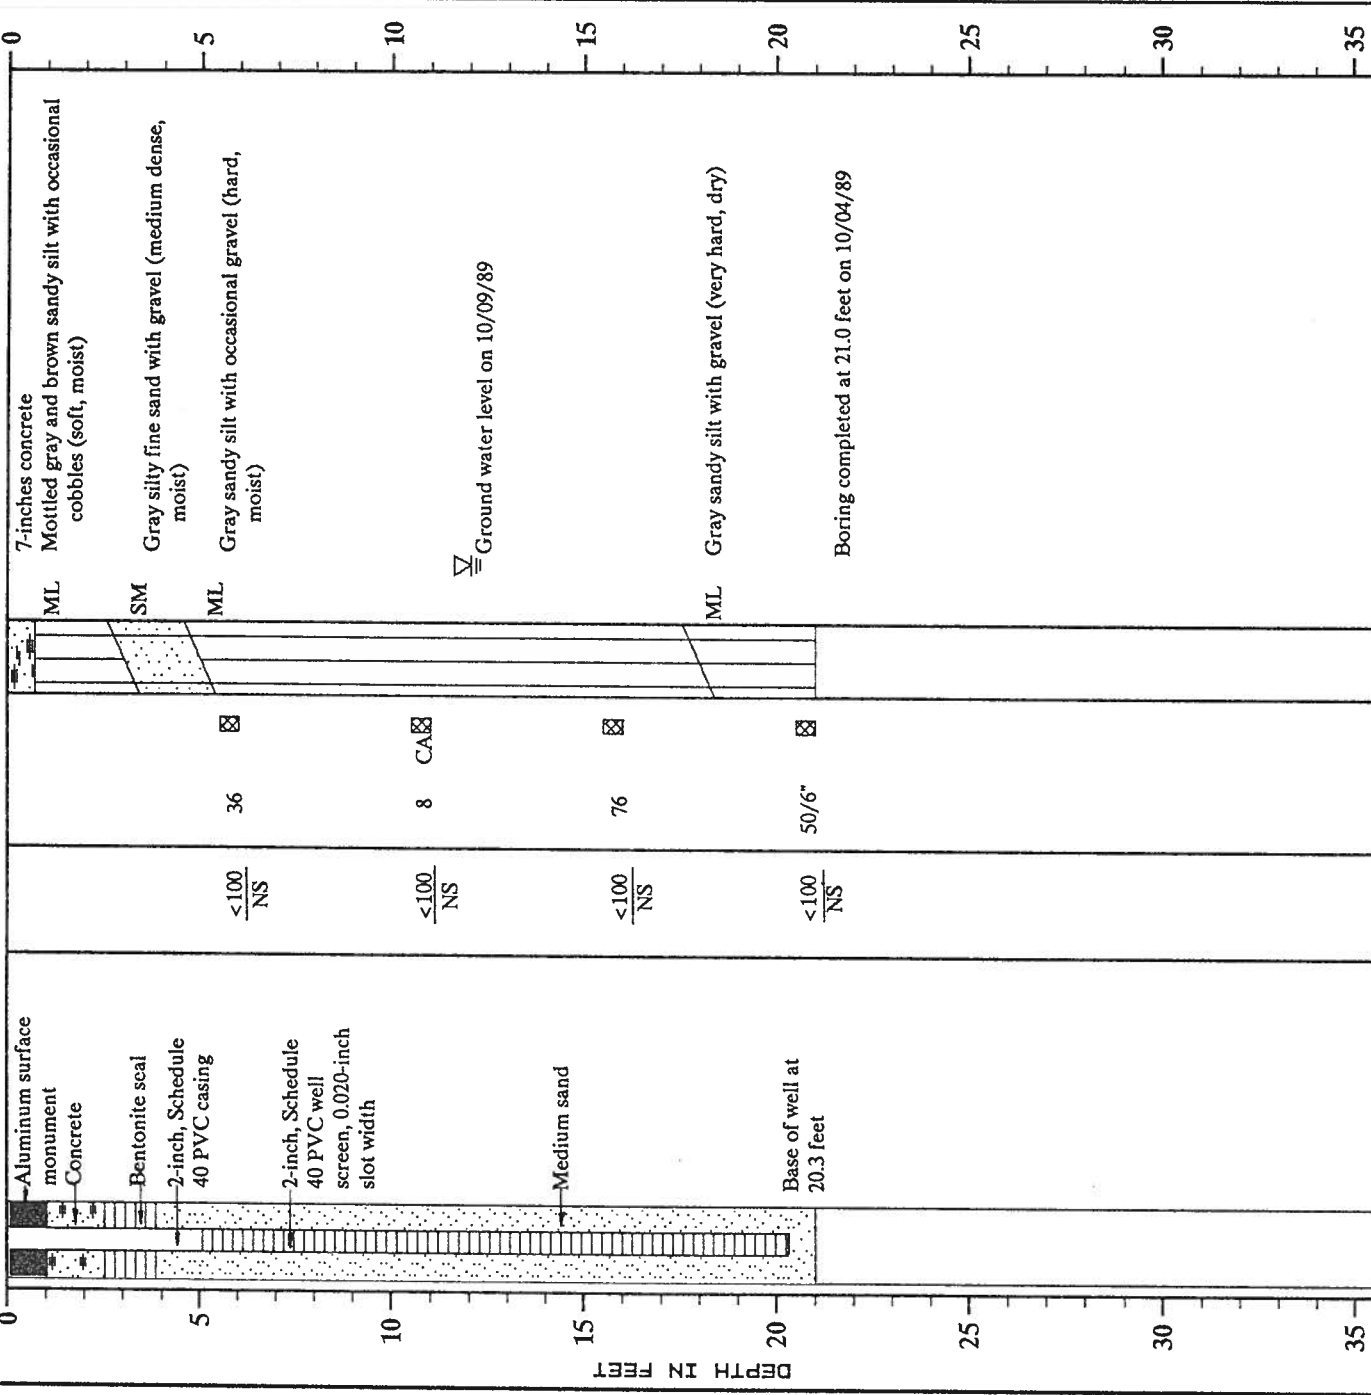 DEPTH IN FEET
0
5
10
15
20
25
30
35
Aluminum surface
monument
Concrete
Bentonite seal
2-inch, Schedule
40 PVC casing
2-inch, Schedule
40 PVC well
screen, 0.020-inch
slot width
Medium sand
Base of well at
20.3 feet
<100
NS
<100
NS
<100
NS
<100
NS
36
8
76
50/6"
CA
ML
SM
ML
ML
7-inches concrete
Mottled gray and brown sandy silt with occasional
cobbles (soft, moist)
Gray silty fine sand with gravel (medium dense,
moist)
Gray sandy silt with occasional gravel (hard,
moist)
Ground water level on 10/09/89
Gray sandy silt with gravel (very hard, dry)
Boring completed at 21.0 feet on 10/04/89
0
5
10
15
20
25
30
35